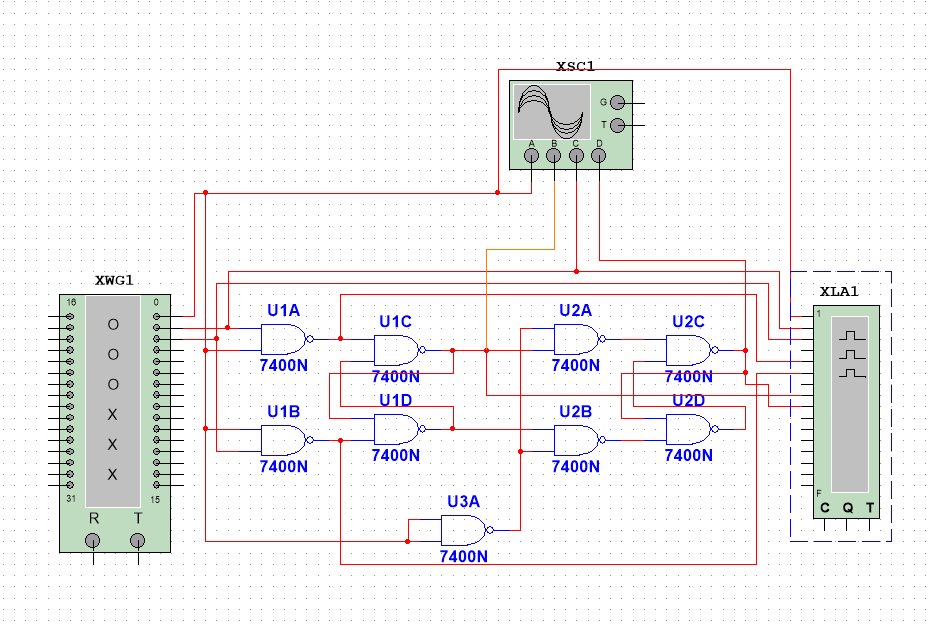 XSC1
G
T
A B C D
XWG1
16 0
O
O
O
X
X
X
31 15
R T
XLA1
1
F
C Q T
U1A
7400N
U1C
7400N
U2A
7400N
U2C
7400N
U1B
7400N
U1D
7400N
U2B
7400N
U2D
7400N
U3A
7400N